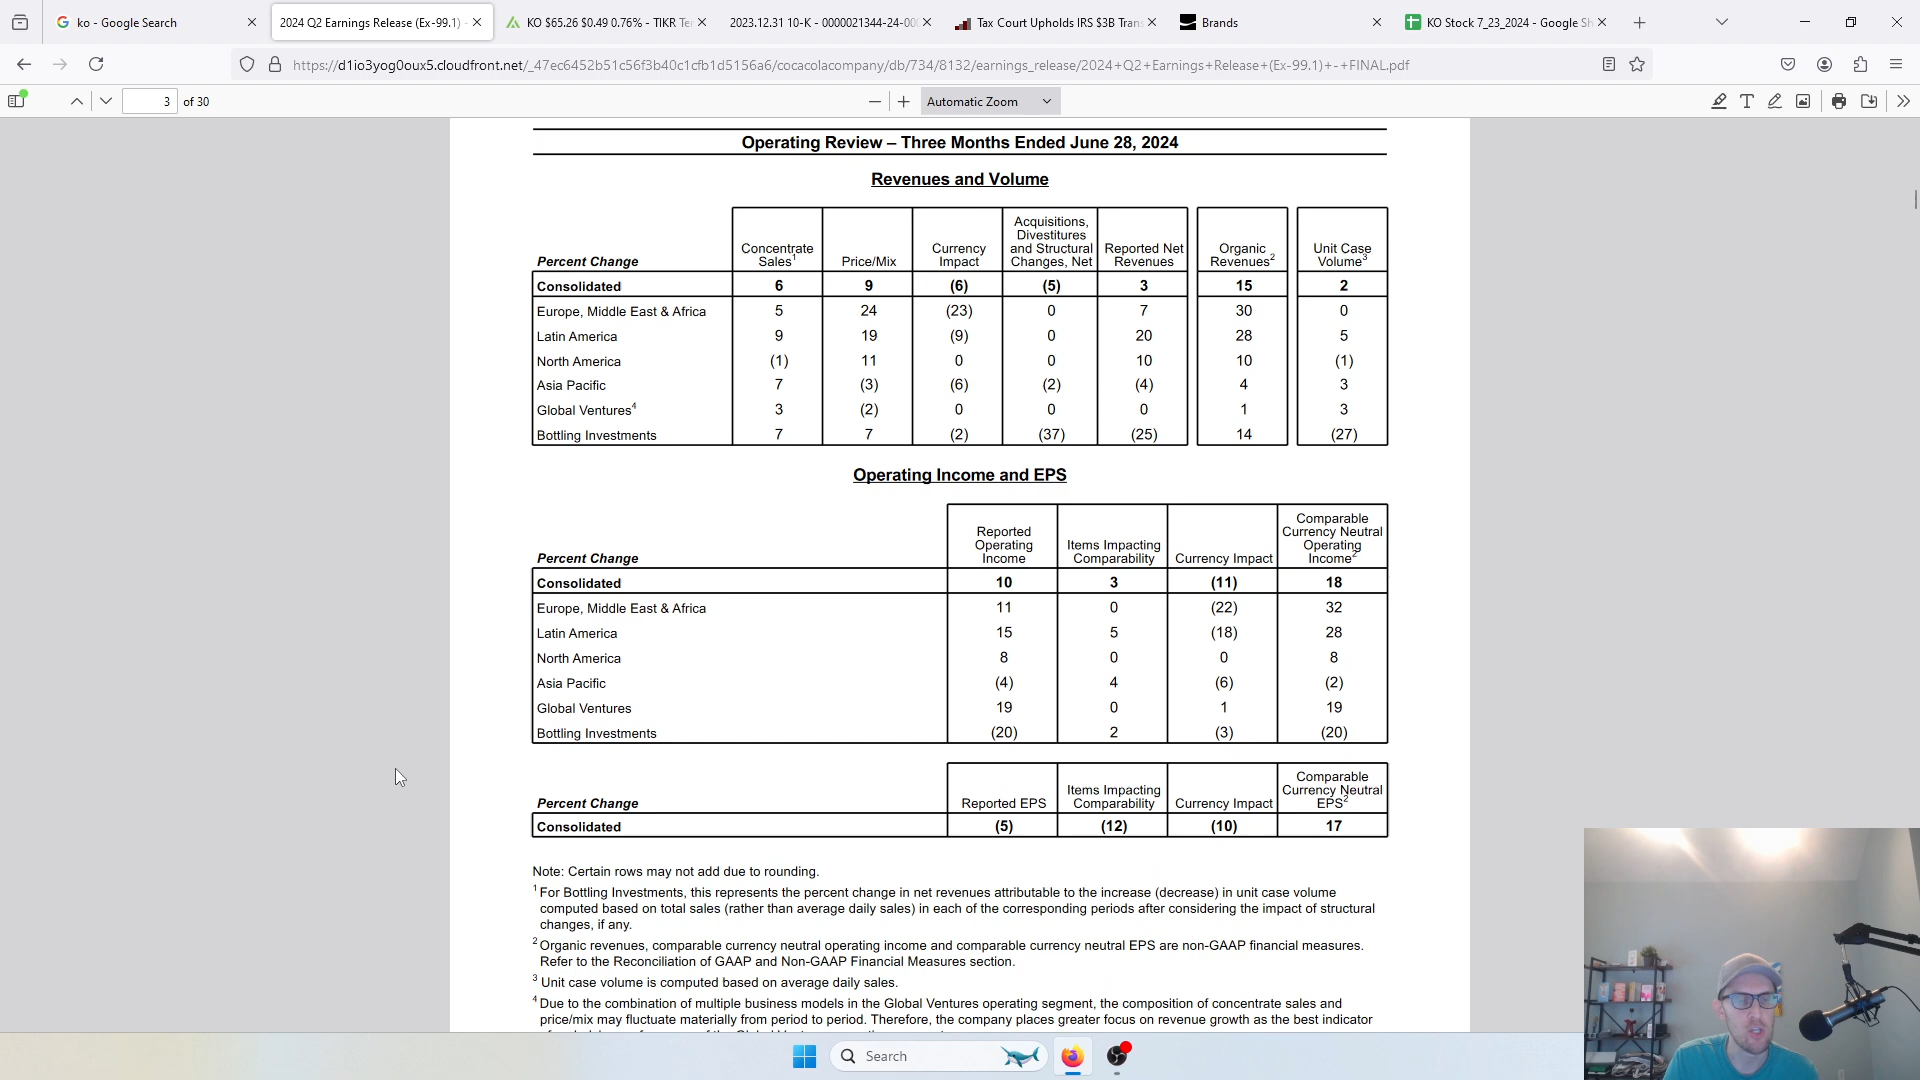 ko - Google Search
2024 Q2 Earnings Release (Ex-99.1)
KO $65.26 $0.49 0.76% - TIKR Te
2023.12.31 10-K - 0000021344-24-00
Tax Court Upholds IRS $3B Tran
Brands
KO Stock 7_23_2024 - Google Sh
https://d1io3yog0oux5.cloudfront.net/_47ec6452b51c56f3b40c1cfb1d5156a6/cocacolacompany/db/734/8132/earnings_release/2024+Q2+Earnings+Release+(Ex-99.1)+-+FINAL.pdf
3 of 30
Automatic Zoom
Operating Review – Three Months Ended June 28, 2024
Revenues and Volume
Percent Change Concentrate Sales1 Price/Mix Currency Impact Acquisitions, Divestitures and Structural Changes, Net Reported Net Revenues Organic Revenues2 Unit Case Volume3
Consolidated 6 9 (6) (5) 3 15 2
Europe, Middle East & Africa 5 24 (23) 0 7 30 0
Latin America 9 19 (9) 0 20 28 5
North America (1) 11 0 0 10 10 (1)
Asia Pacific 7 (3) (6) (2) (4) 4 3
Global Ventures4 3 (2) 0 0 0 1 3
Bottling Investments 7 7 (2) (37) (25) 14 (27)
Operating Income and EPS
Percent Change Reported Operating Income Items Impacting Comparability Currency Impact Comparable Currency Neutral Operating Income2
Consolidated 10 3 (11) 18
Europe, Middle East & Africa 11 0 (22) 32
Latin America 15 5 (18) 28
North America 8 0 0 8
Asia Pacific (4) 4 (6) (2)
Global Ventures 19 0 1 19
Bottling Investments (20) 2 (3) (20)
Percent Change Reported EPS Items Impacting Comparability Currency Impact Comparable Currency Neutral EPS2
Consolidated (5) (12) (10) 17
Note: Certain rows may not add due to rounding.
1 For Bottling Investments, this represents the percent change in net revenues attributable to the increase (decrease) in unit case volume
computed based on total sales (rather than average daily sales) in each of the corresponding periods after considering the impact of structural
changes, if any.
2 Organic revenues, comparable currency neutral operating income and comparable currency neutral EPS are non-GAAP financial measures.
Refer to the Reconciliation of GAAP and Non-GAAP Financial Measures section.
3 Unit case volume is computed based on average daily sales.
4 Due to the combination of multiple business models in the Global Ventures operating segment, the composition of concentrate sales and
price/mix may fluctuate materially from period to period. Therefore, the company places greater focus on revenue growth as the best indicator
Search